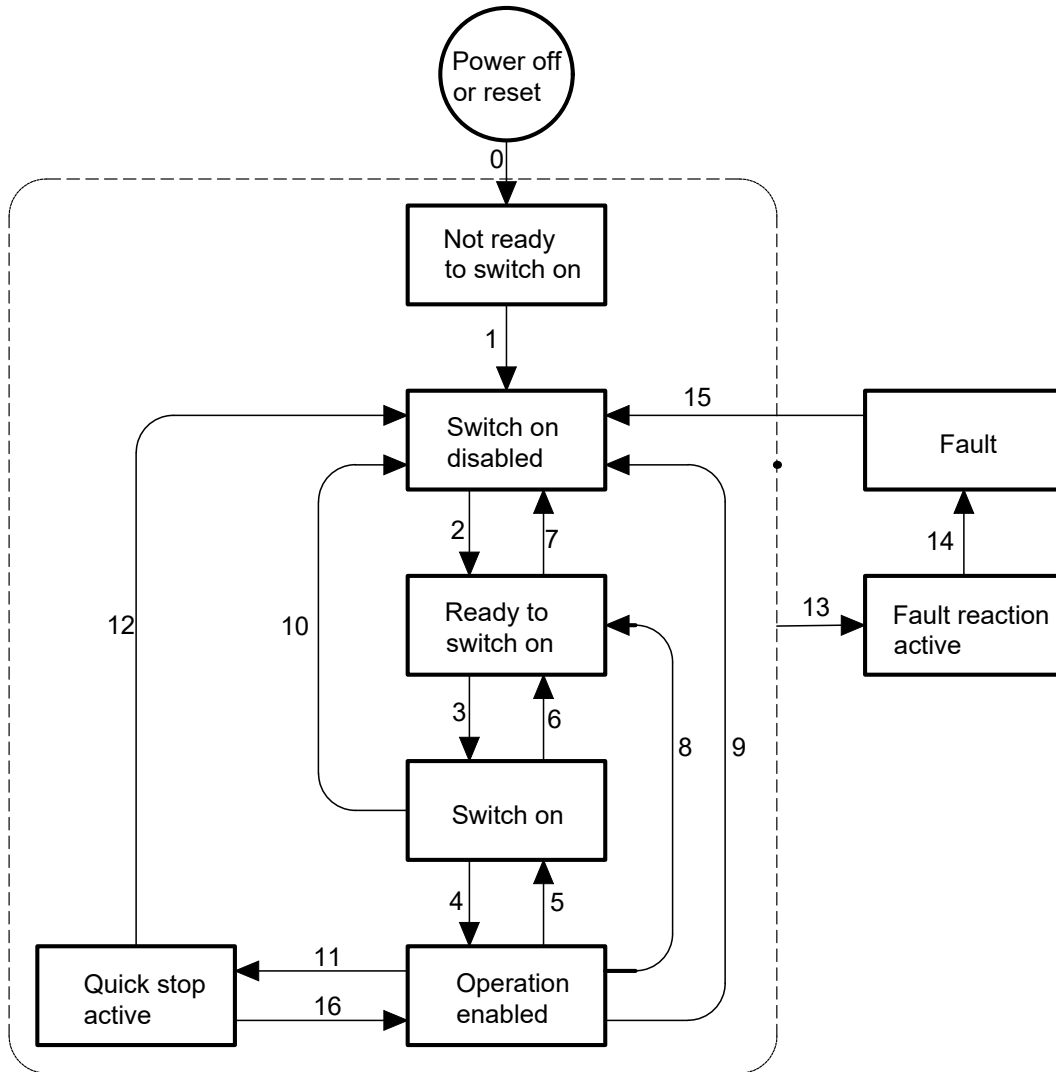 Power off
or reset
0
Not ready
to switch on
1
Switch on
disabled
15
Fault
2
7
14
12
10
Ready to
switch on
13
Fault reaction
active
3
6
8
9
Switch on
4
5
11
Quick stop
active
16
Operation
enabled